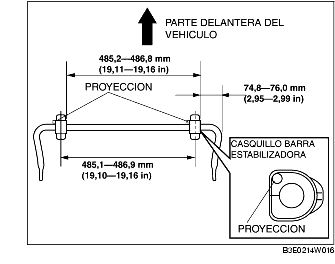 PARTE DELANTERA DEL
VEHICULO
485,2—486,8 mm
(19,11—19,16 in)
74,8—76,0 mm
(2,95—2,99 in)
PROYECCION
CASQUILLO BARRA
ESTABILIZADORA
485,1—486,9 mm
(19,10—19,16 in)
PROYECCION
B3E0214W016